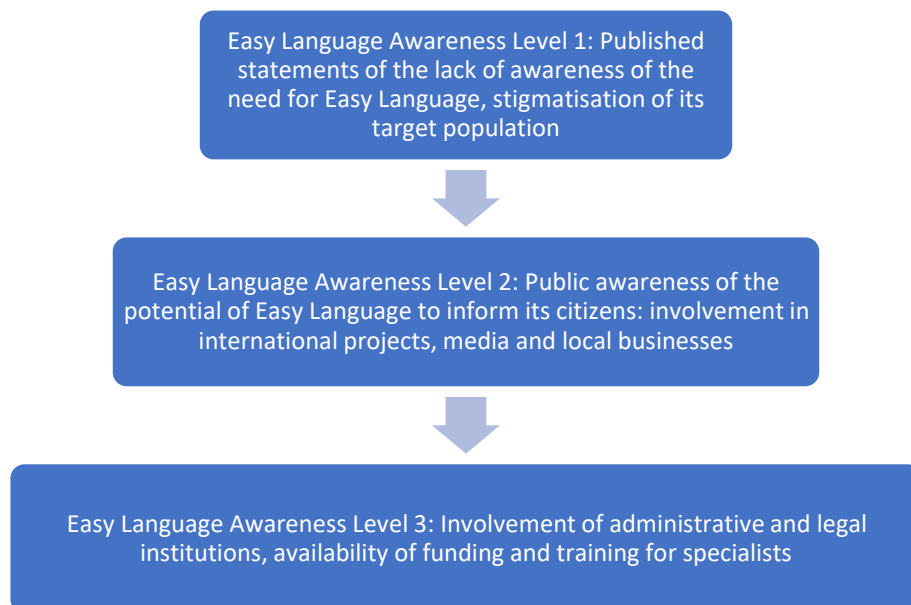 Easy Language Awareness Level 1: Published
statements of the lack of awareness of the
need for Easy Language, stigmatisation of its
target population
Easy Language Awareness Level 2: Public awareness of the
potential of Easy Language to inform its citizens: involvement in
international projects, media and local businesses
Easy Language Awareness Level 3: Involvement of administrative and legal
institutions, availability of funding and training for specialists